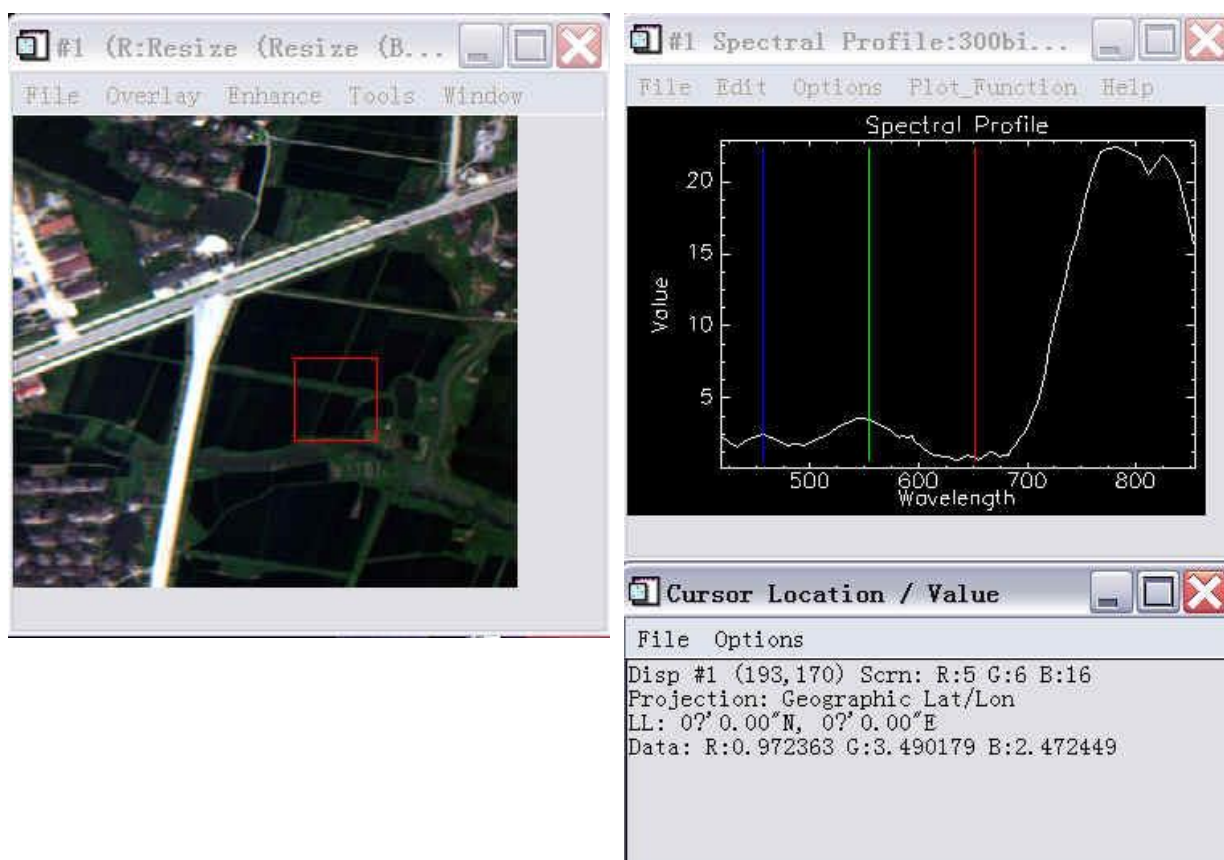 #1 (R:Resize (Resize (B...
File Overlay Enhance Tools Window
#1 Spectral Profile:300bi...
File Edit Options Plot_Function Help
Spectral Profile
20
15
10
5
Value
500 600 700 800
Wavelength
Cursor Location / Value
File Options
Disp #1 (193,170) Scrn: R:5 G:6 B:16
Projection: Geographic Lat/Lon
LL: 0?'0.00"N, 0?'0.00"E
Data: R:0.972363 G:3.490179 B:2.472449